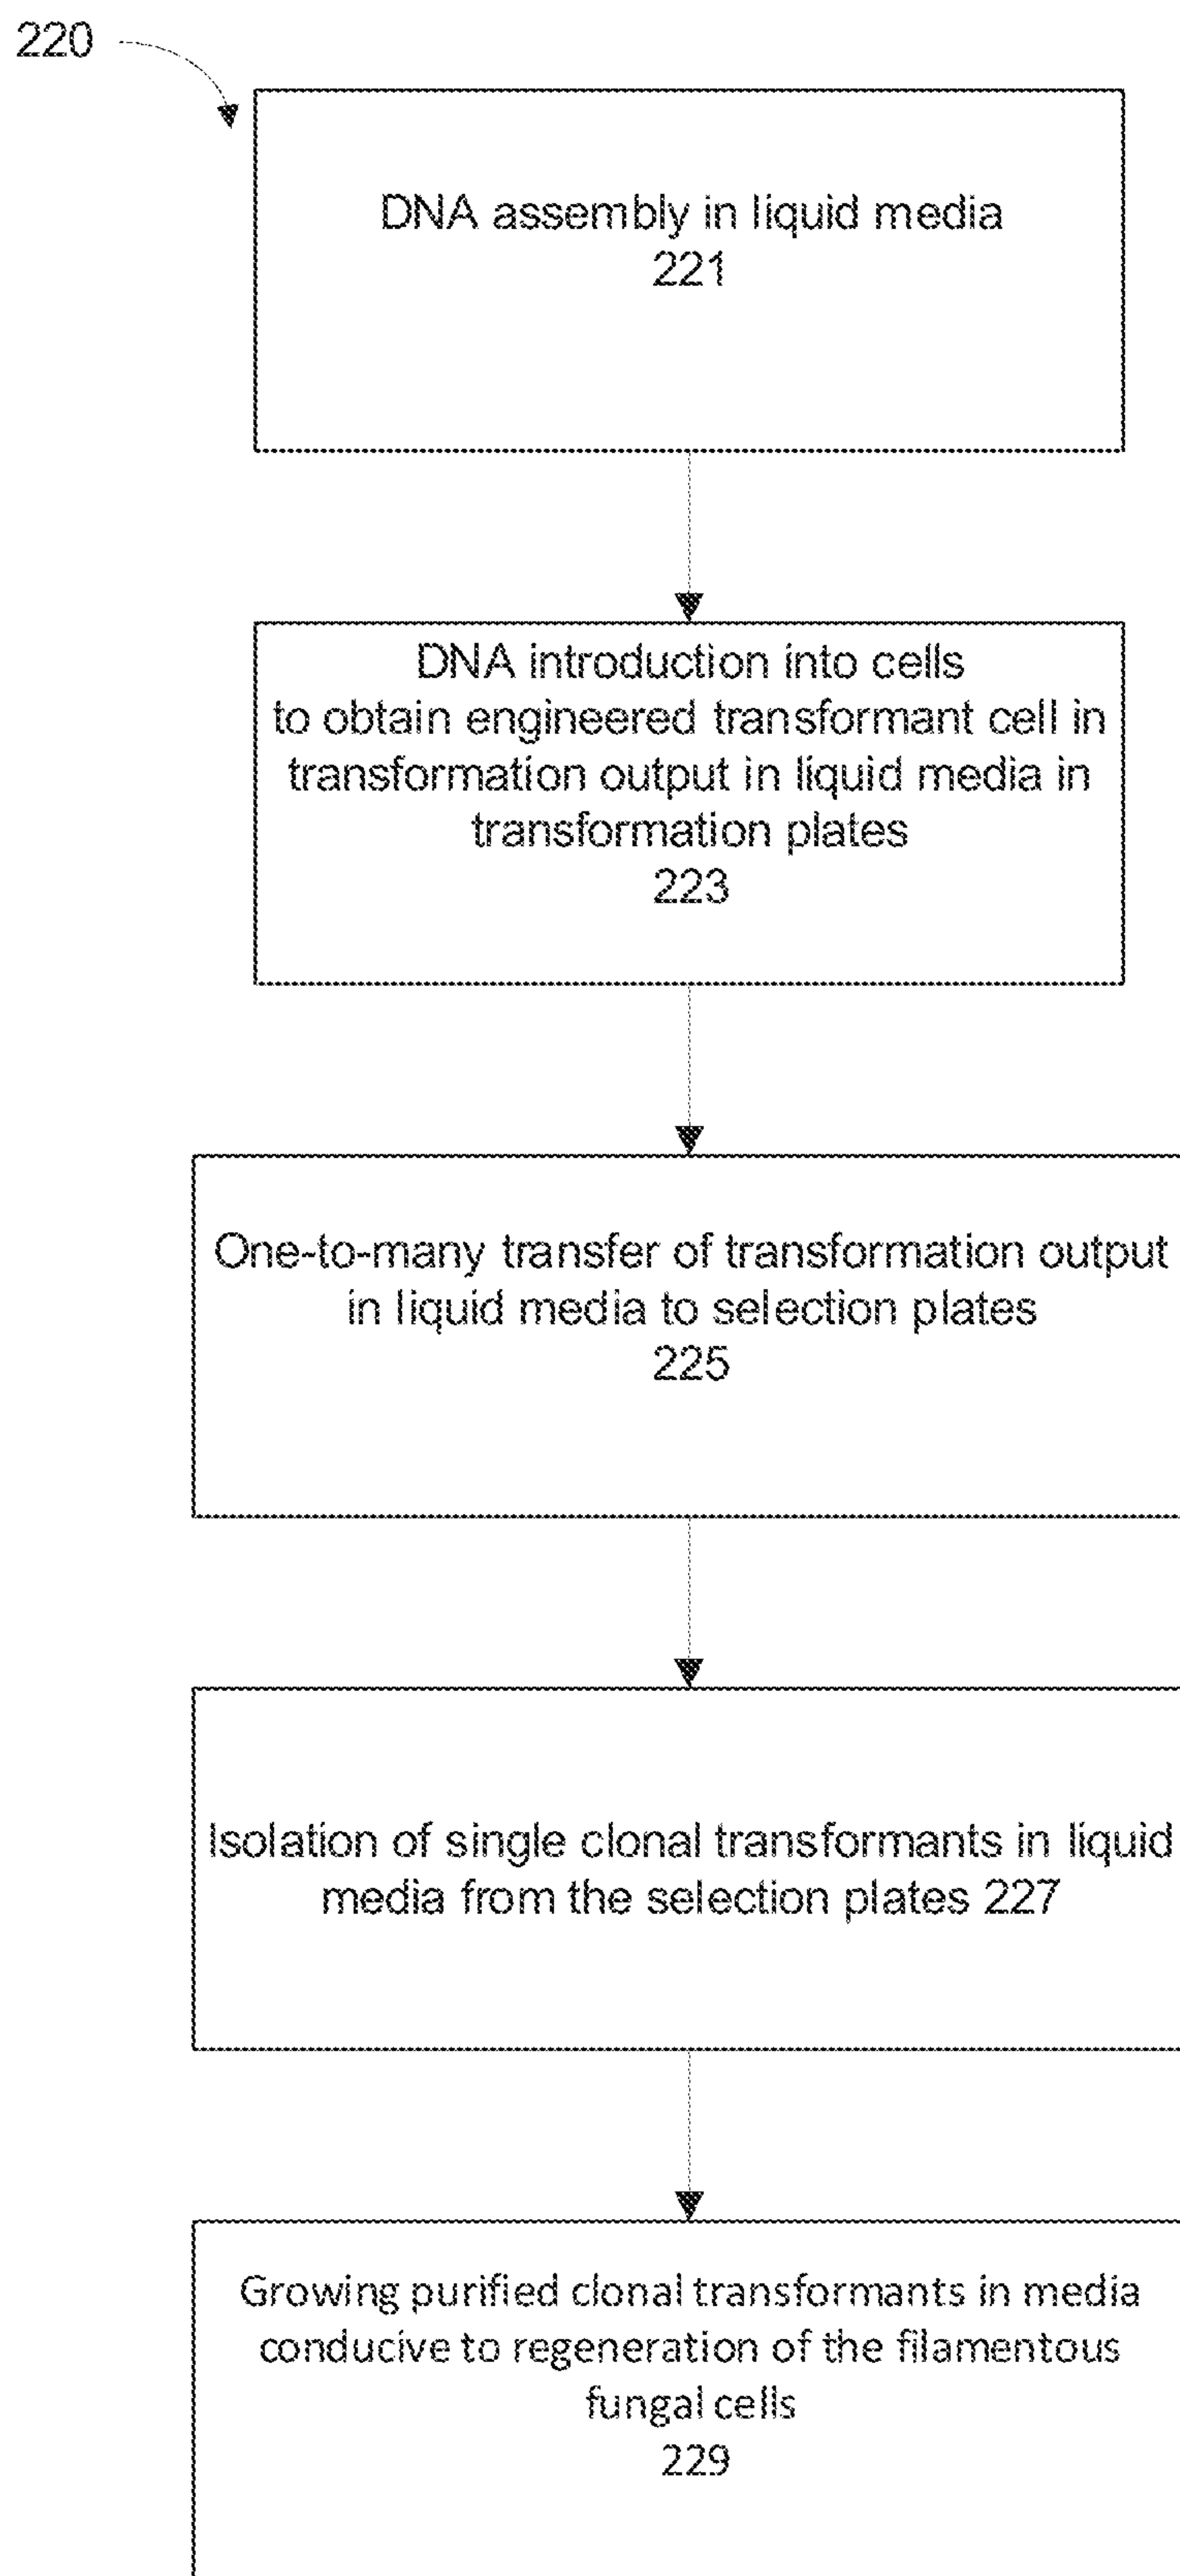 220
DNA assembly in liquid media
221
DNA introduction into cells
to obtain engineered transformant cell in
transformation output in liquid media in
transformation plates
223
One-to-many transfer of transformation output
in liquid media to selection plates
225
Isolation of single clonal transformants in liquid
media from the selection plates 227
Growing purified clonal transformants in media
conducive to regeneration of the filamentous
fungal cells
229